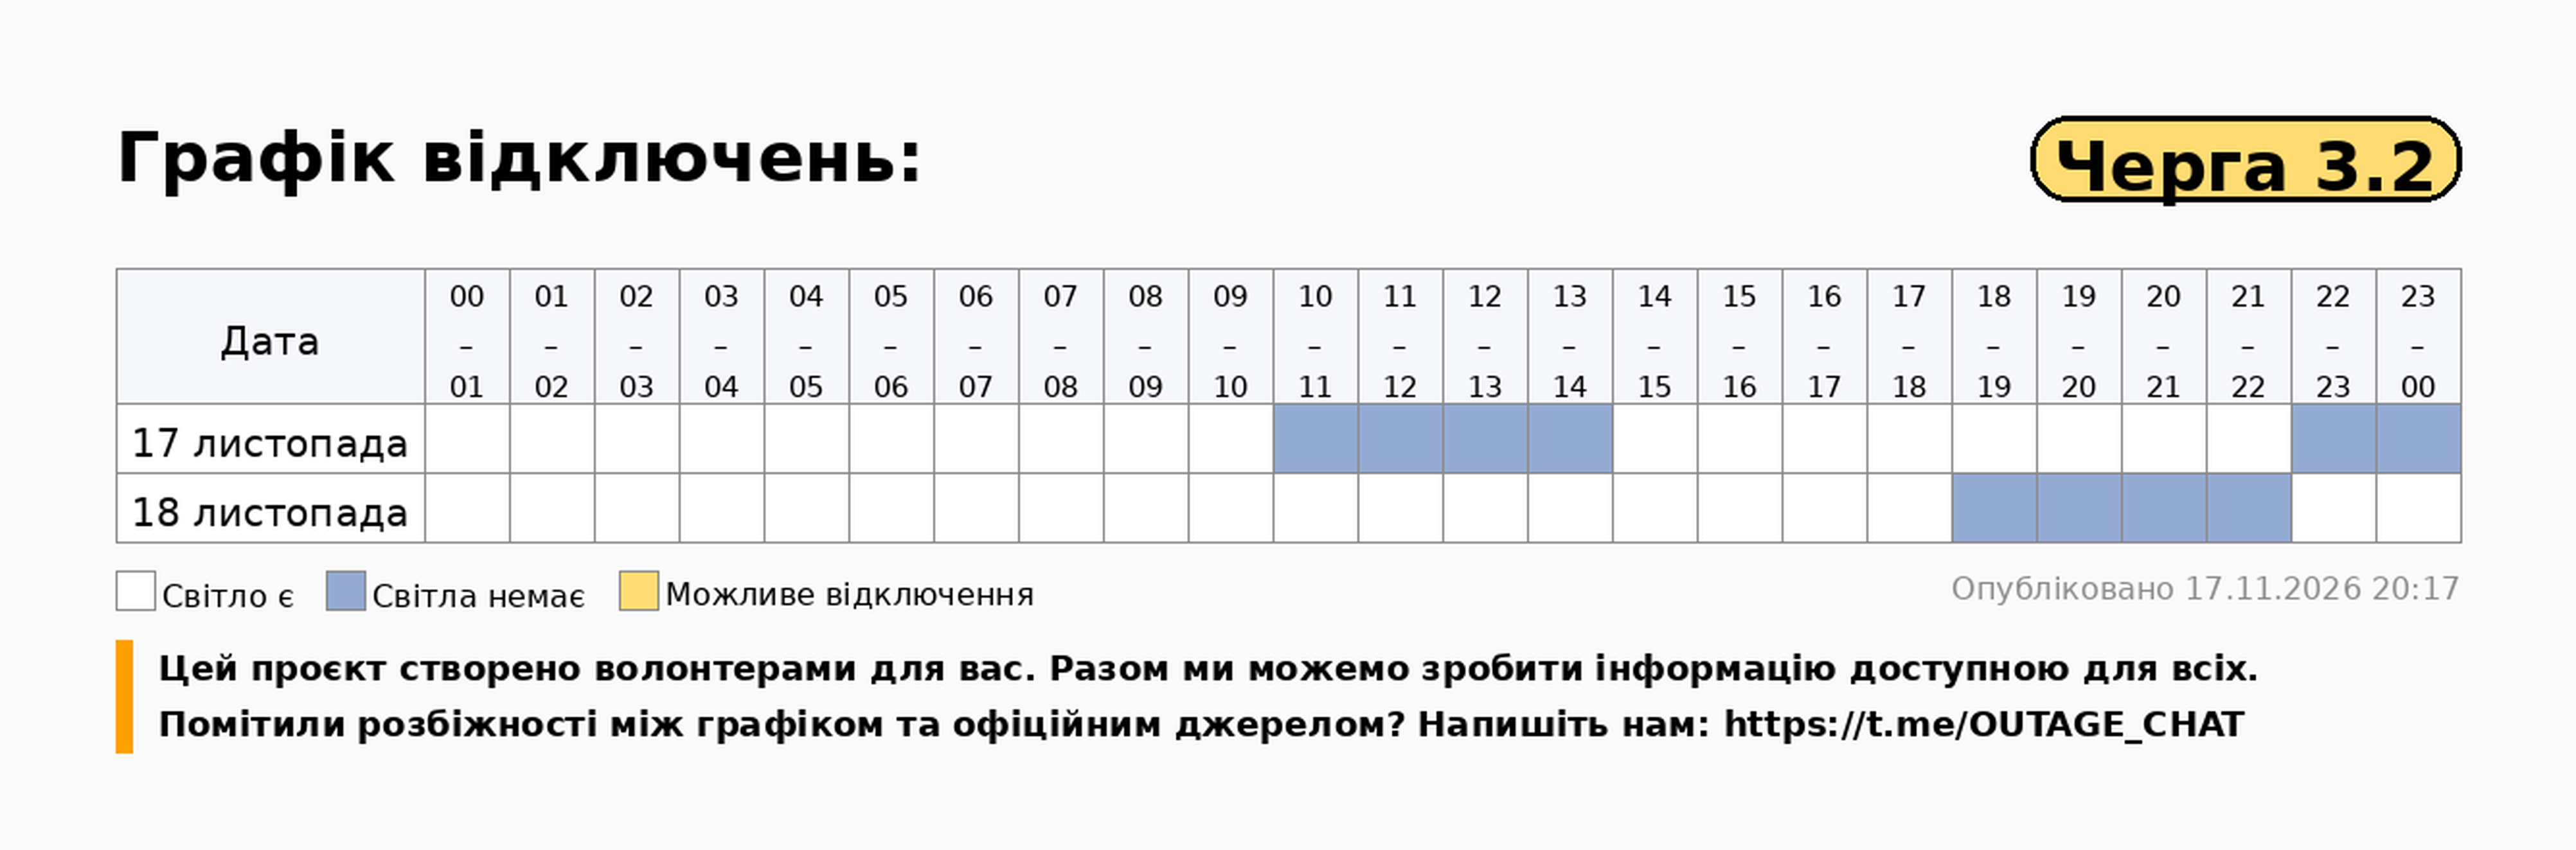 Графік відключень:
Черга 3.2
Дата 00–01 01–02 02–03 03–04 04–05 05–06 06–07 07–08 08–09 09–10 10–11 11–12 12–13 13–14 14–15 15–16 16–17 17–18 18–19 19–20 20–21 21–22 22–23 23–00
17 листопада
18 листопада
Світло є Світла немає Можливе відключення
Опубліковано 17.11.2026 20:17
Цей проєкт створено волонтерами для вас. Разом ми можемо зробити інформацію доступною для всіх.
Помітили розбіжності між графіком та офіційним джерелом? Напишіть нам: https://t.me/OUTAGE_CHAT